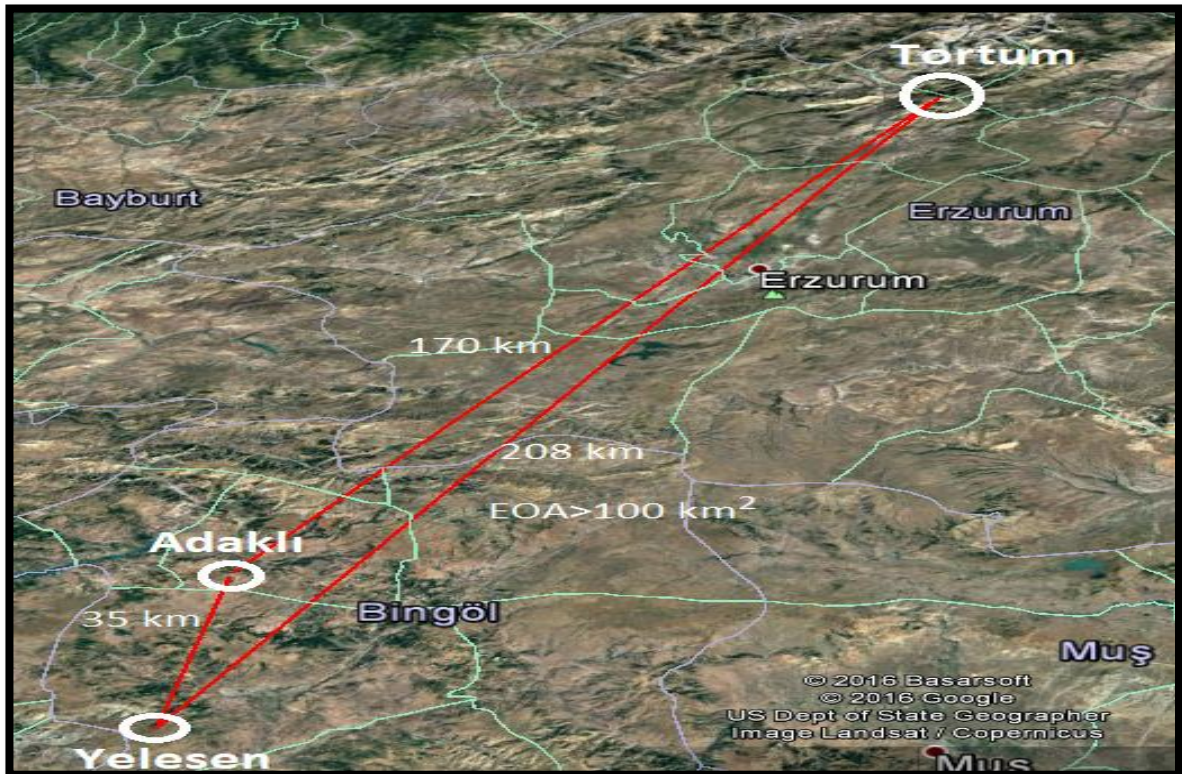 Tortum
Bayburt
Erzurum
Erzurum
170 km
208 km
EOA>100 km²
Adaklı
35 km
Bingöl
Muş
© 2016 Basarsoft
© 2016 Google
US Dept of State Geographer
Image Landsat / Copernicus
Yelesen
Muş